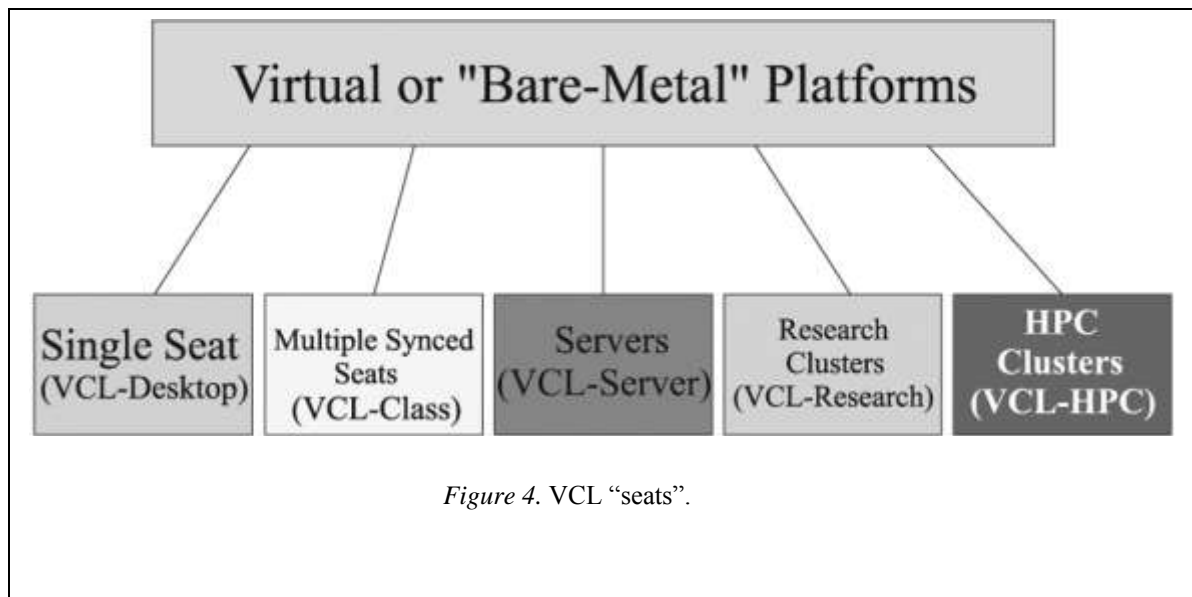 Virtual or "Bare-Metal" Platforms
Single Seat
(VCL-Desktop)
Multiple Synced
Seats
(VCL-Class)
Servers
(VCL-Server)
Research
Clusters
(VCL-Research)
HPC
Clusters
(VCL-HPC)
Figure 4. VCL “seats”.